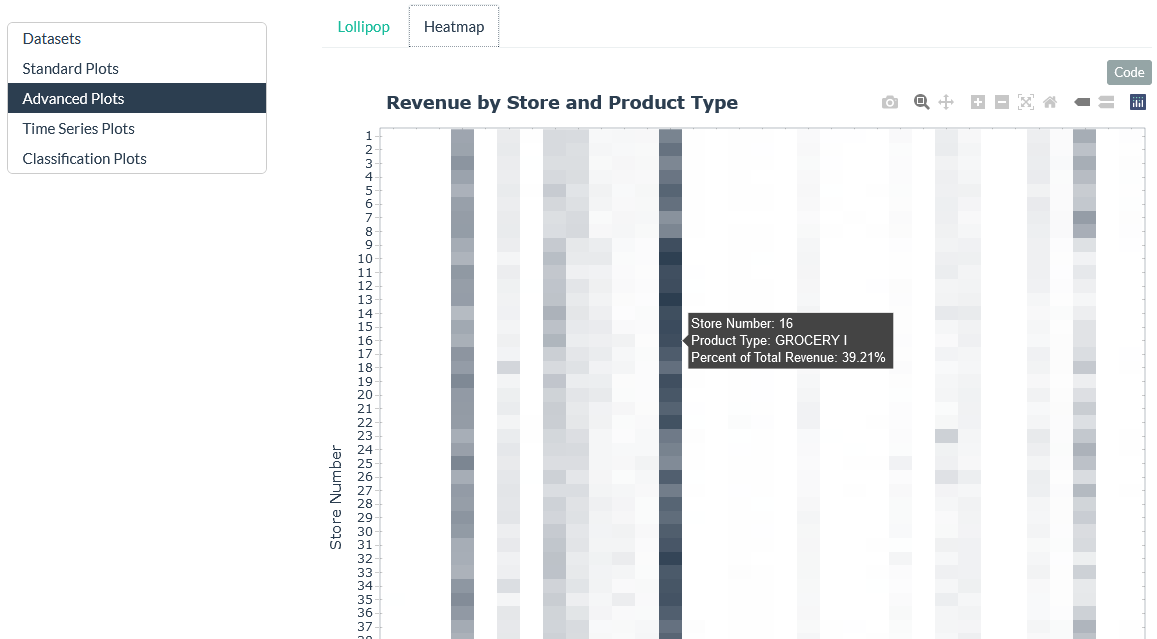 Lollipop
Heatmap
Datasets
Standard Plots
Advanced Plots
Time Series Plots
Classification Plots
Code
Revenue by Store and Product Type
1
2
3
4
5
6
7
8
9
10
11
12
13
14
15
16
17
18
19
20
21
22
23
24
25
26
27
28
29
30
31
32
33
34
35
36
37
38
Store Number
Store Number: 16
Product Type: GROCERY I
Percent of Total Revenue: 39.21%